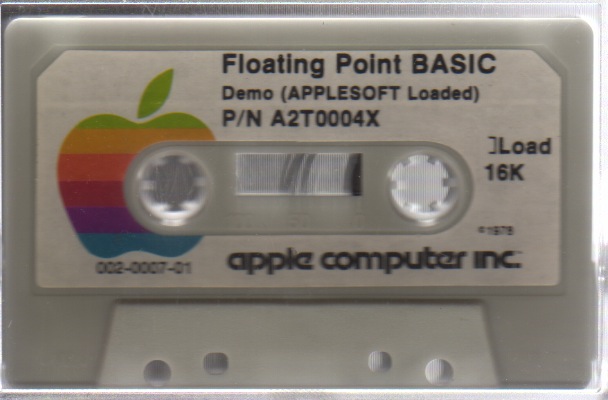 Floating Point BASIC
Demo (APPLESOFT Loaded)
P/N A2T0004X
]Load
16K
©1978
apple computer inc.
002-0007-01